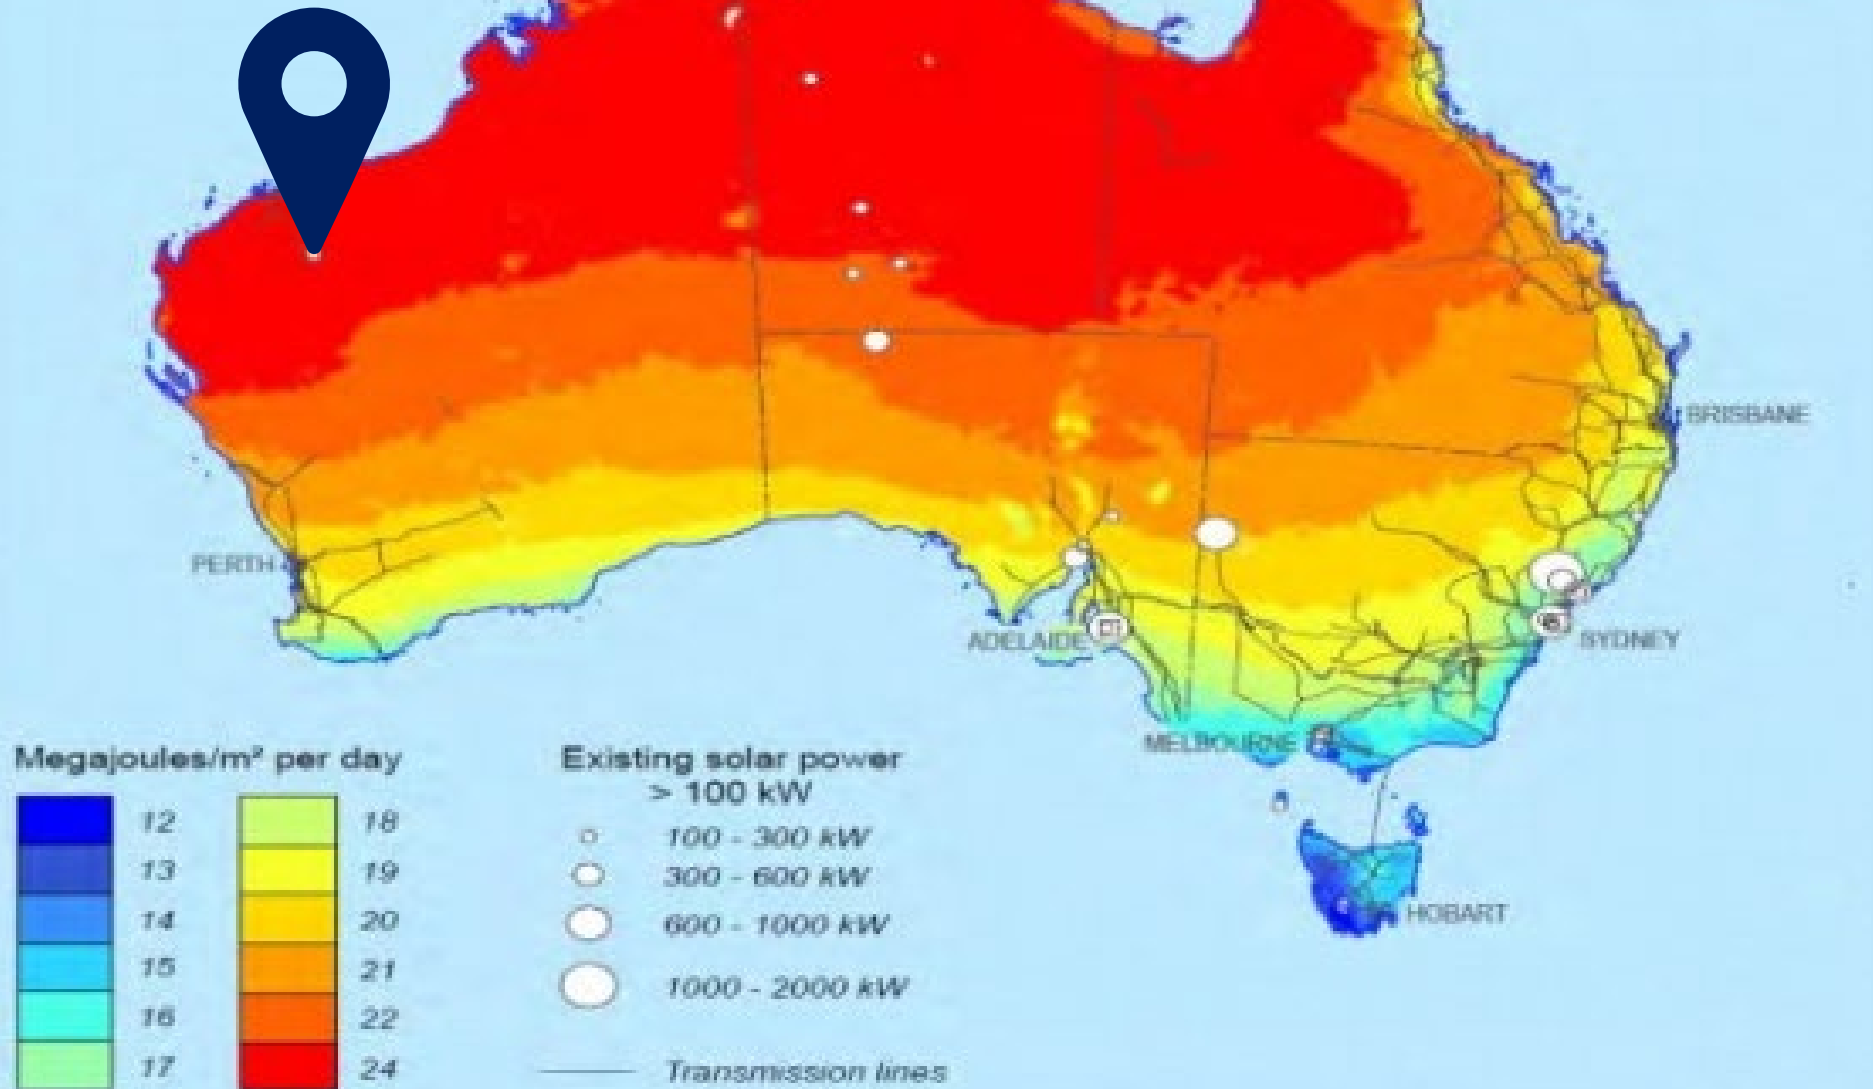 BRISBANE
PERTH
ADELAIDE
SYDNEY
MELBOURNE
HOBART
Megajoules/m² per day
12
13
14
15
16
17
18
19
20
21
22
24
Existing solar power
> 100 kW
100 - 300 kW
300 - 600 kW
600 - 1000 kW
1000 - 2000 kW
Transmission lines